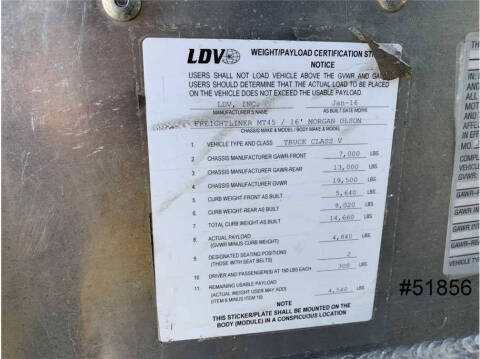 LDV WEIGHT/PAYLOAD CERTIFICATION
NOTICE
USERS SHALL NOT LOAD VEHICLE ABOVE THE GVWR AND
USERS SHOULD DETERMINE THAT THE ACTUAL LOAD TO BE PLACED
ON THE VEHICLE DOES NOT EXCEED THE USABLE PAYLOAD.
LDV, INC. Jan-16
MANUFACTURER'S NAME AS BUILT DATE
FREIGHTLINER MT45 / 16' MORGAN OLSON
CHASSIS MAKE & MODEL / BODY MAKE & MODEL
1. VEHICLE TYPE AND CLASS TRUCK CLASS V
2. CHASSIS MANUFACTURER GAWR-FRONT 7,000 LBS
3. CHASSIS MANUFACTURER GAWR-REAR 13,000 LBS
4. CHASSIS MANUFACTURER GVWR 19,500 LBS
5. CURB WEIGHT FRONT AS BUILT 5,640 LBS
6. CURB WEIGHT-REAR AS BUILT 9,020 LBS
7. TOTAL CURB WEIGHT-AS BUILT 14,660 LBS
8. ACTUAL PAYLOAD 4,840 LBS
(GVWR MINUS CURB WEIGHT)
9. DESIGNATED SEATING POSITIONS 2
(THOSE WITH SEAT BELTS)
10. DRIVER AND PASSENGER(S) AT 150 LBS EACH 300 LBS
11. REMAINING USABLE PAYLOAD 4,540 LBS
(ACTUAL WEIGHT USER MAY ADD)
(ITEM 8 MINUS ITEM 10)
NOTE
THIS STICKER/PLATE SHALL BE MOUNTED ON THE
BODY (MODULE) IN A CONSPICUOUS LOCATION
#51856